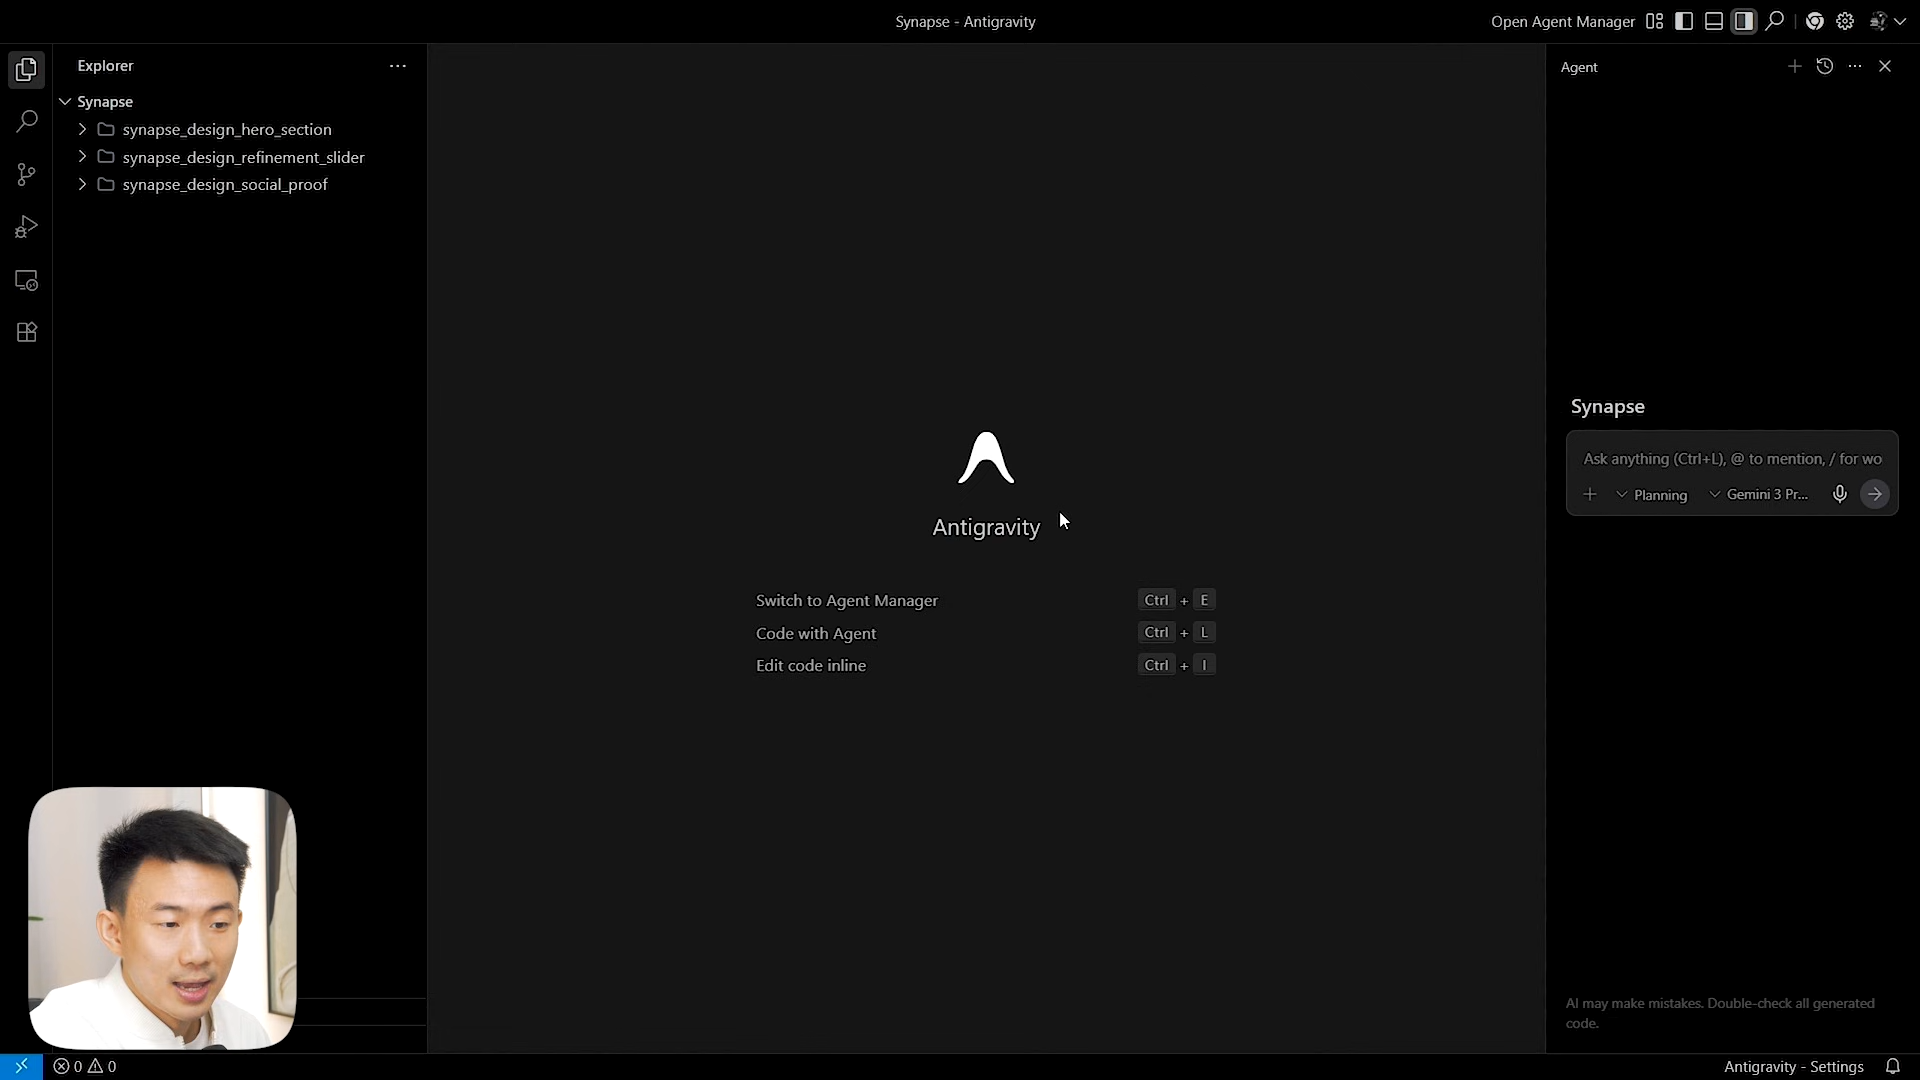 Synapse - Antigravity
Open Agent Manager
Explorer
Synapse
synapse_design_hero_section
synapse_design_refinement_slider
synapse_design_social_proof
Antigravity
Switch to Agent Manager Ctrl + E
Code with Agent Ctrl + L
Edit code inline Ctrl + I
Agent
Synapse
Ask anything (Ctrl+L), @ to mention, / for wo
Planning Gemini 3 Pr...
AI may make mistakes. Double-check all generated
code.
0 0
Antigravity - Settings